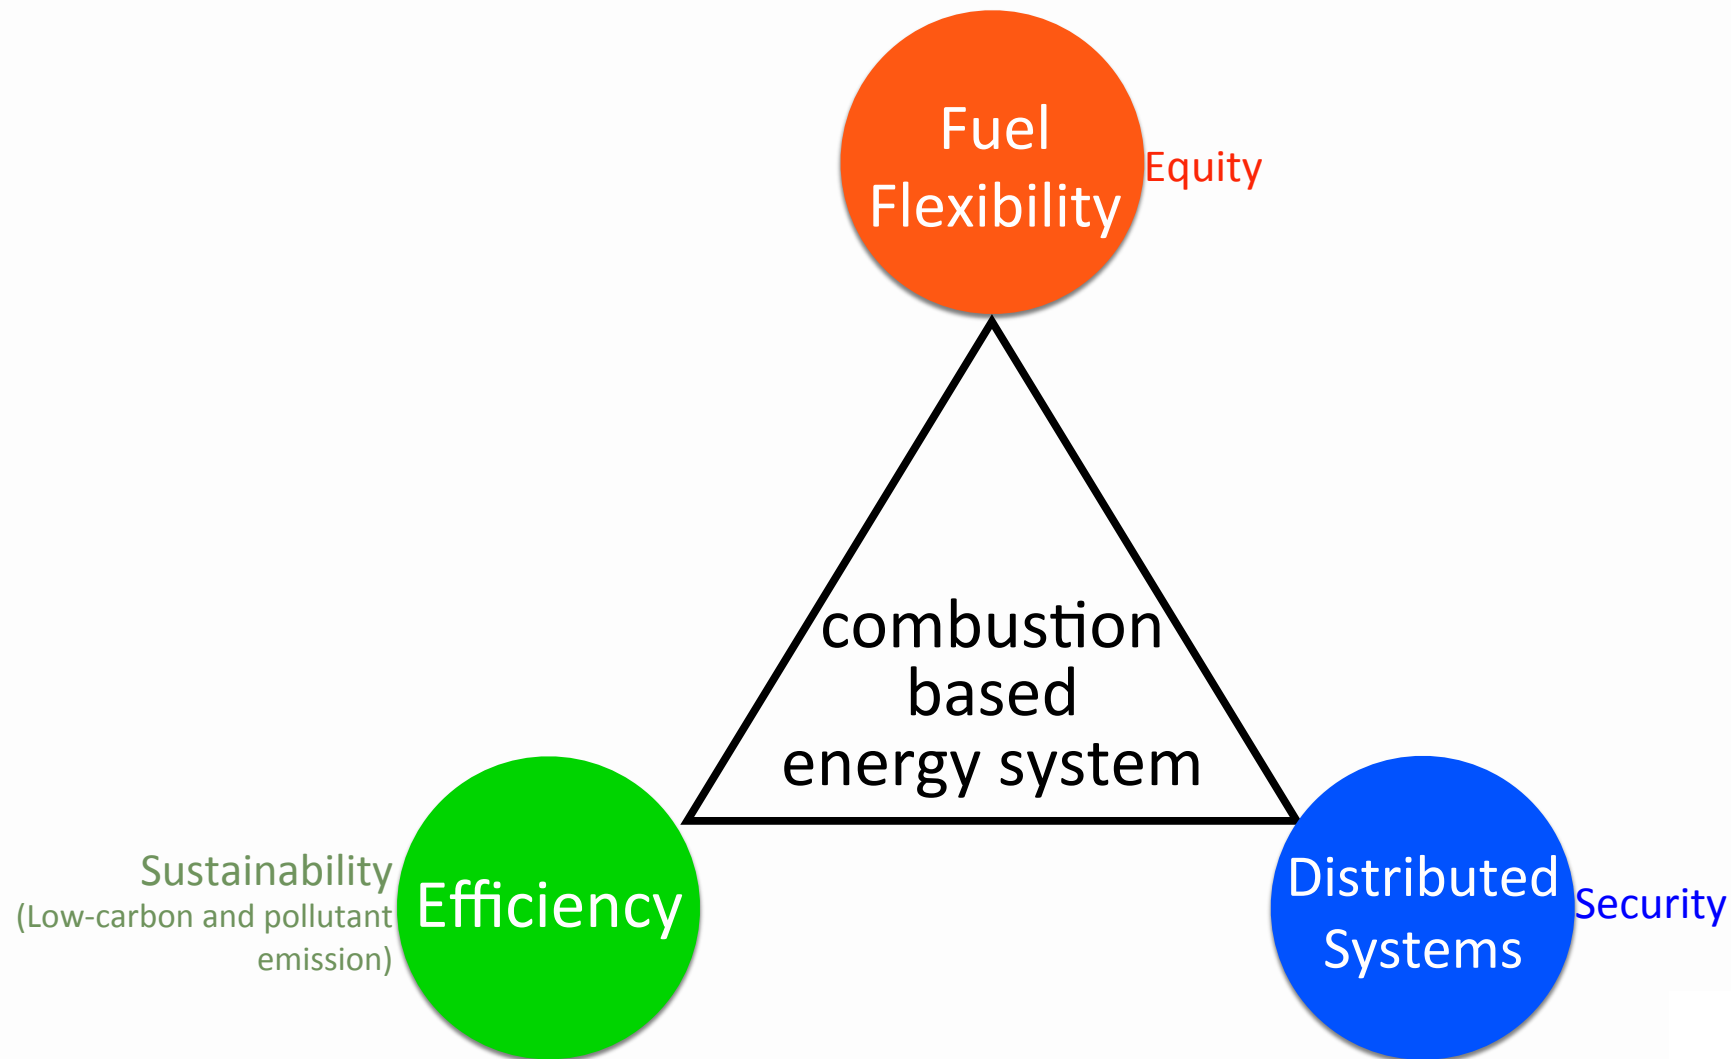 Fuel
Flexibility
Equity
combustion
based
energy system
Sustainability
(Low-carbon and pollutant
emission)
Efficiency
Distributed
Systems
Security